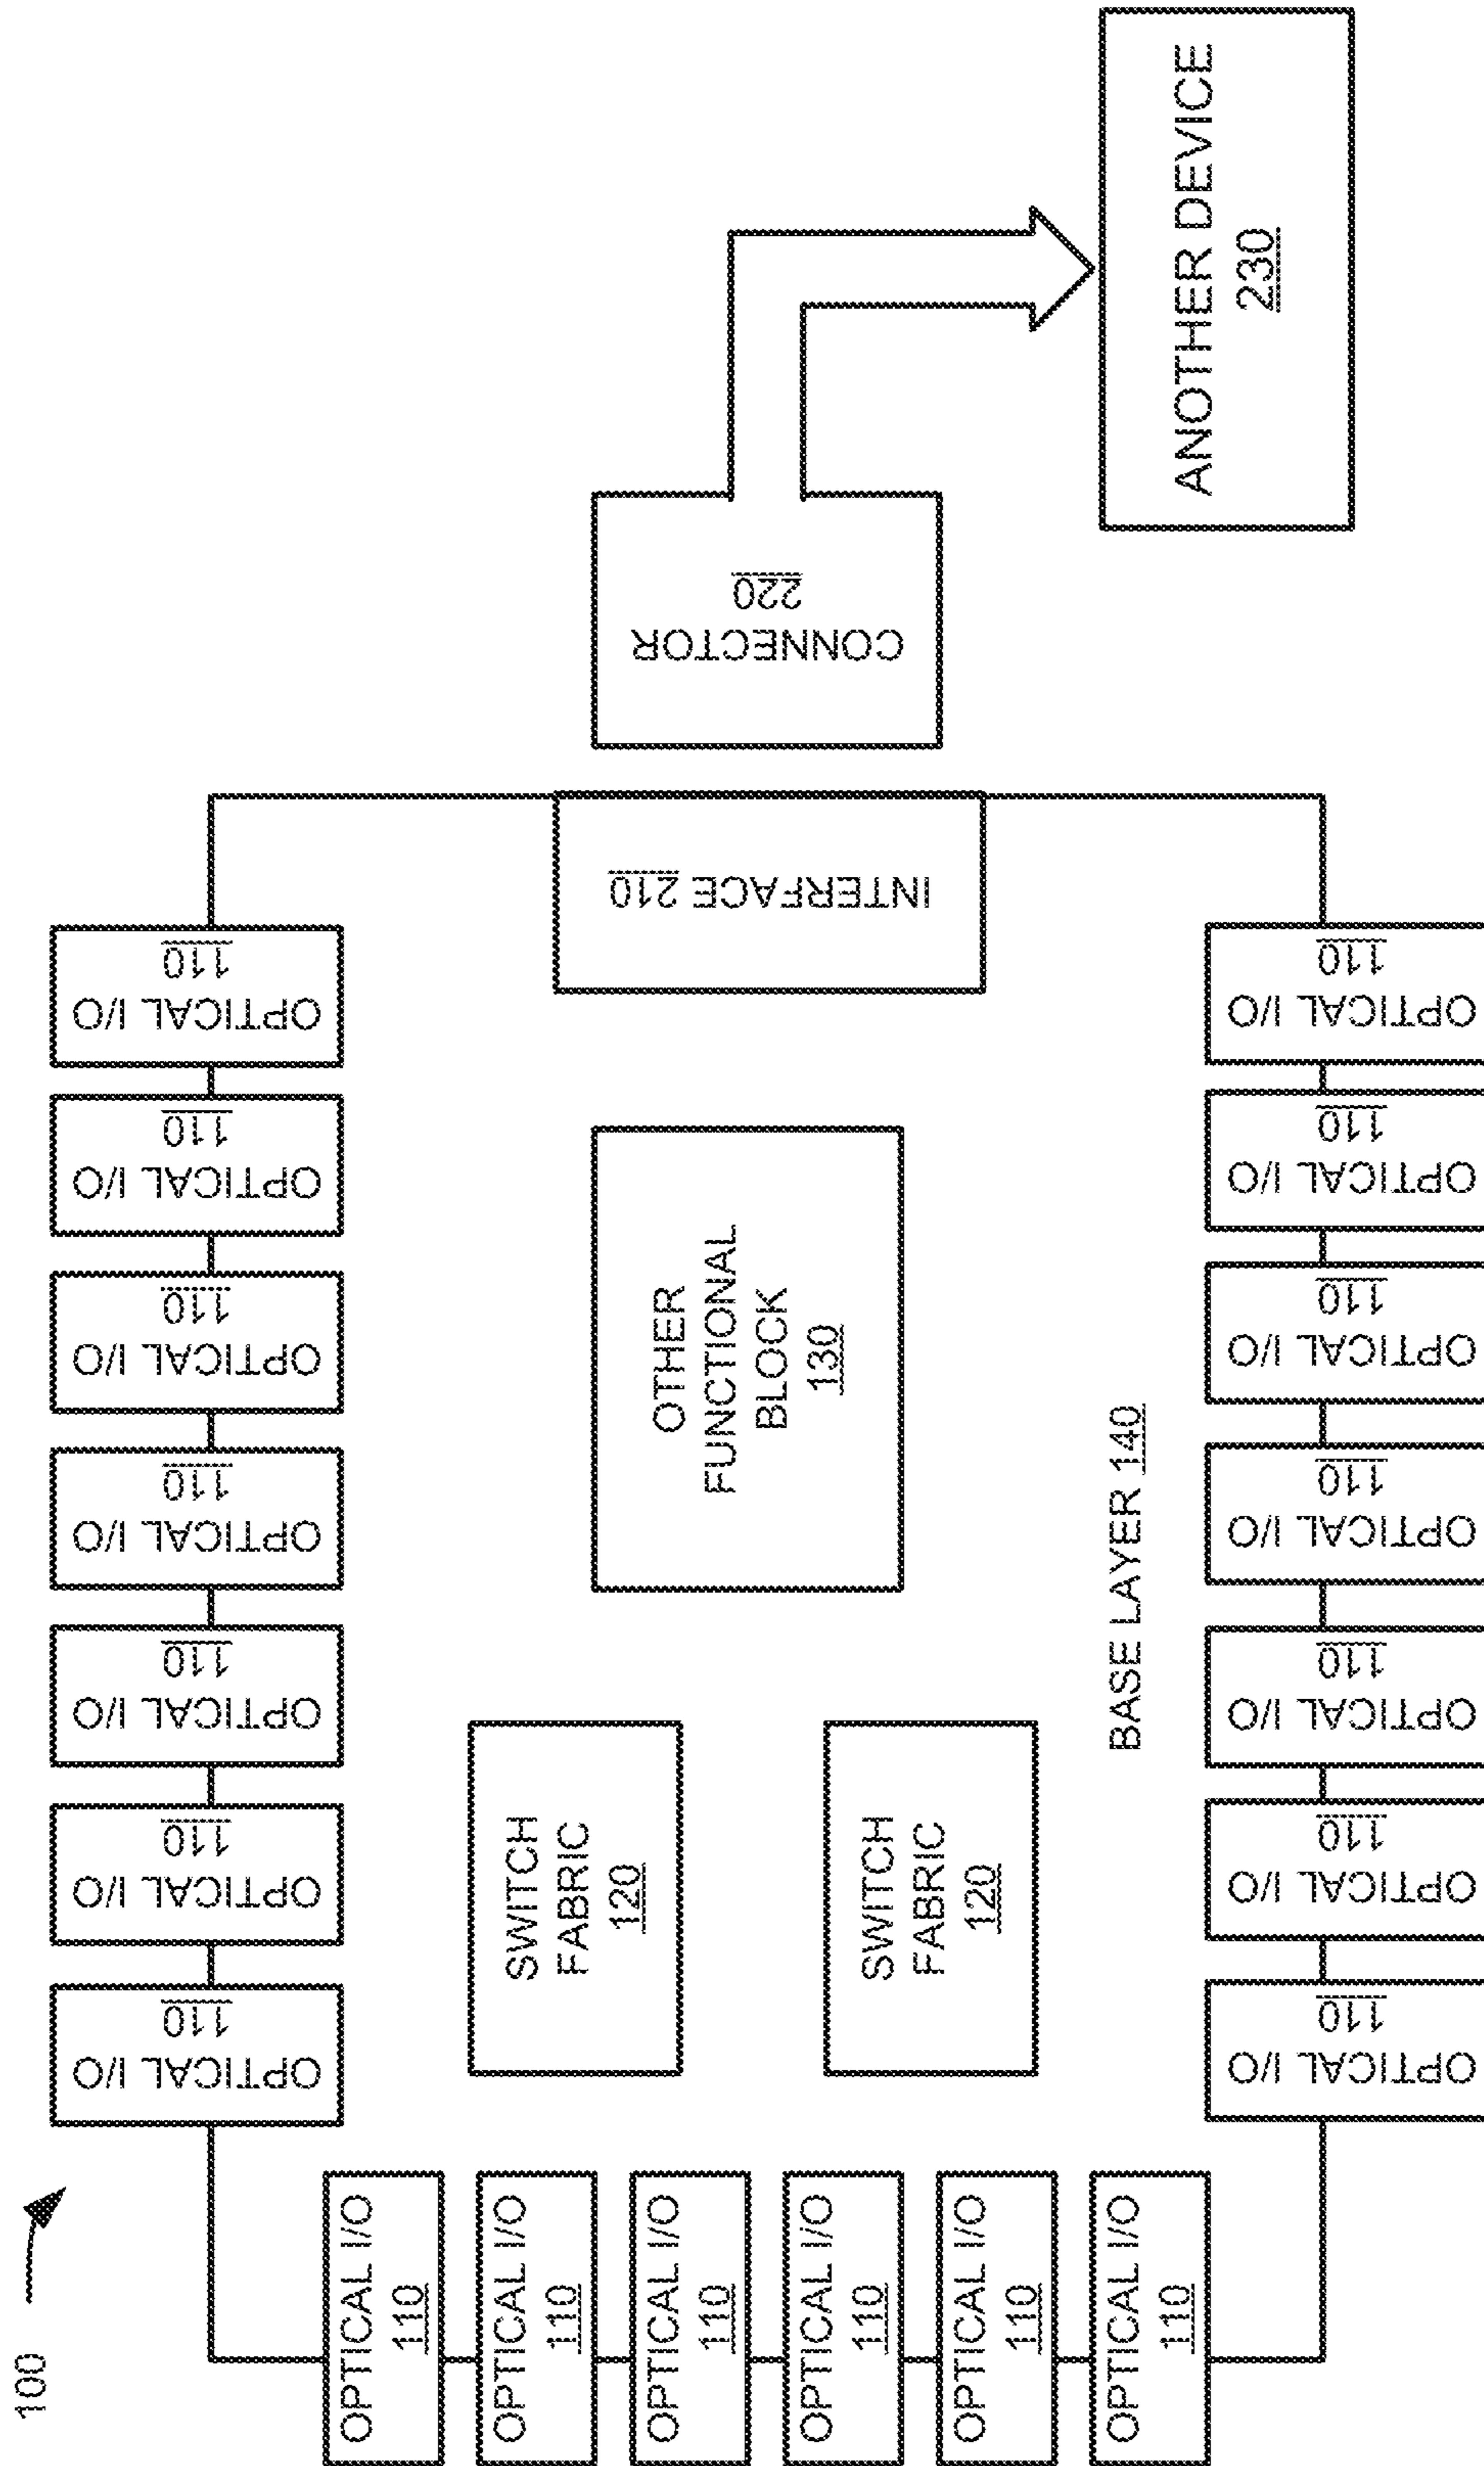 100
OPTICAL I/O
110
OPTICAL I/O
110
OPTICAL I/O
110
OPTICAL I/O
110
OPTICAL I/O
110
OPTICAL I/O
110
OPTICAL I/O
110
OPTICAL I/O
110
OPTICAL I/O
110
OPTICAL I/O
110
OPTICAL I/O
110
OPTICAL I/O
110
OPTICAL I/O
110
SWITCH
FABRIC
120
SWITCH
FABRIC
120
OTHER
FUNCTIONAL
BLOCK
130
INTERFACE 210
CONNECTOR
220
BASE LAYER 140
ANOTHER DEVICE
230
OPTICAL I/O
110
OPTICAL I/O
110
OPTICAL I/O
110
OPTICAL I/O
110
OPTICAL I/O
110
OPTICAL I/O
110
OPTICAL I/O
110